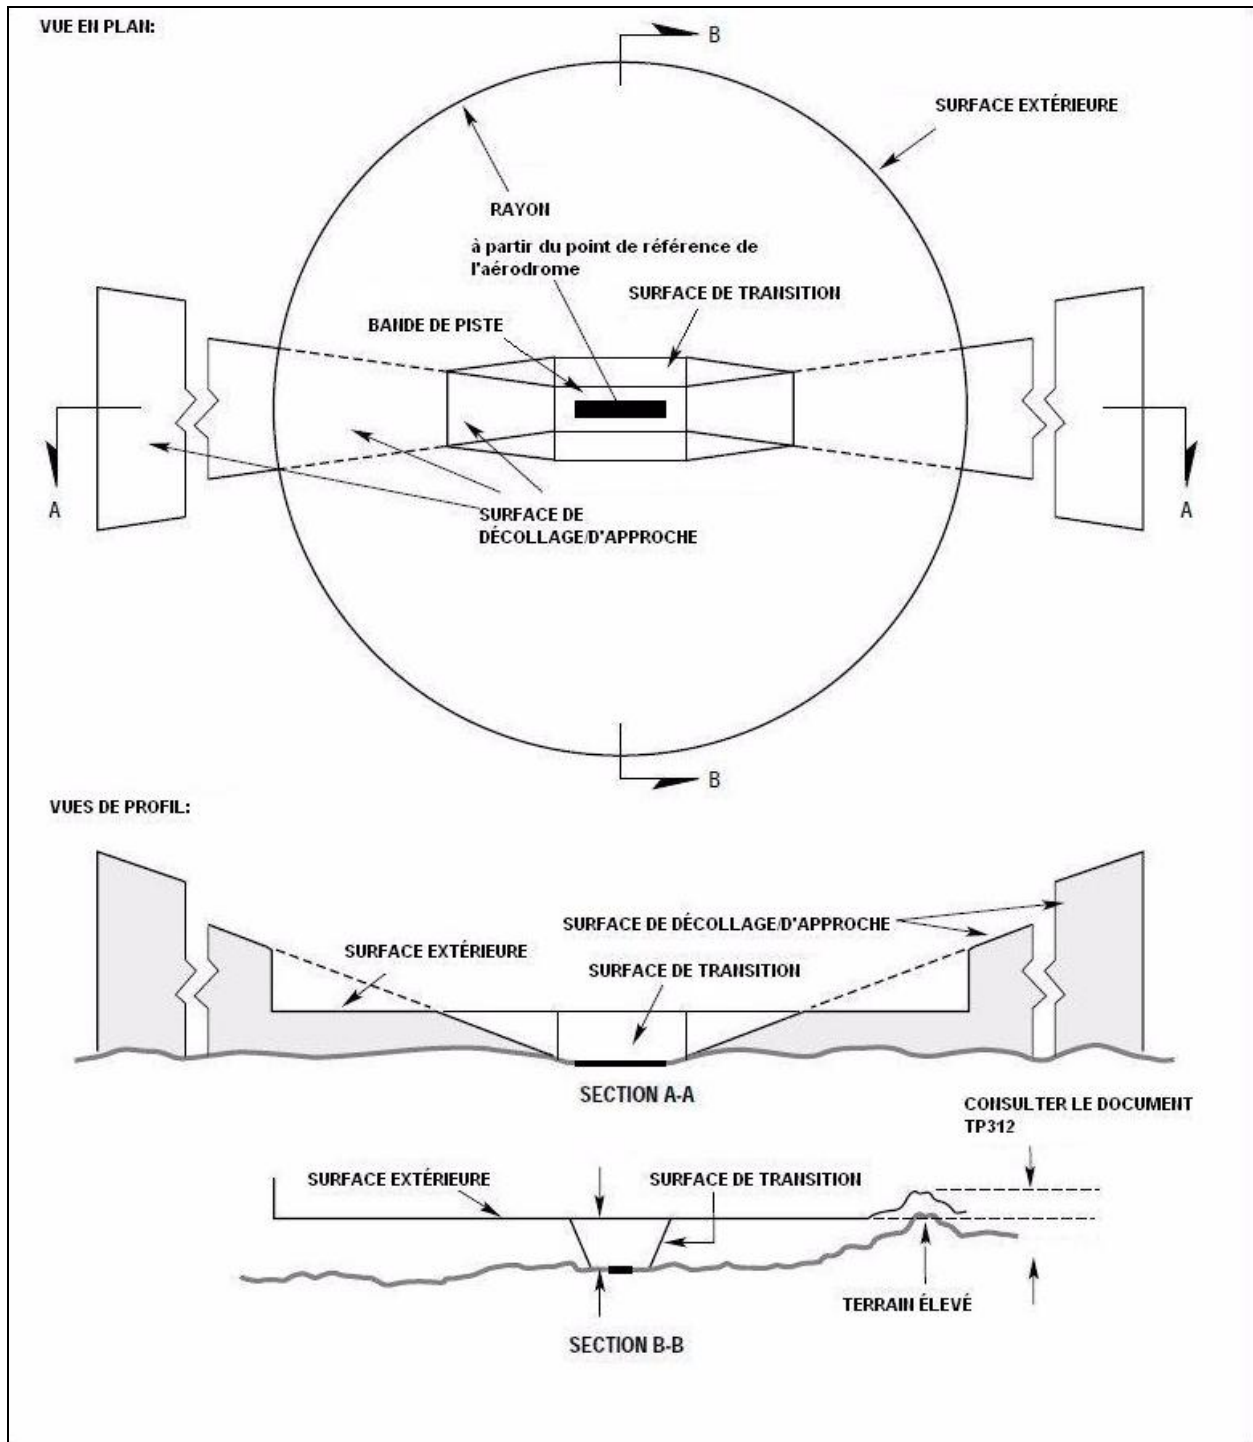 VUE EN PLAN:
B
SURFACE EXTÉRIEURE
RAYON
à partir du point de référence de
l'aérodrome
SURFACE DE TRANSITION
BANDE DE PISTE
A
A
SURFACE DE
DÉCOLLAGE/D'APPROCHE
B
VUES DE PROFIL:
SURFACE DE DÉCOLLAGE/D'APPROCHE
SURFACE EXTÉRIEURE
SURFACE DE TRANSITION
SECTION A-A
CONSULTER LE DOCUMENT
TP312
SURFACE EXTÉRIEURE
SURFACE DE TRANSITION
TERRAIN ÉLEVÉ
SECTION B-B